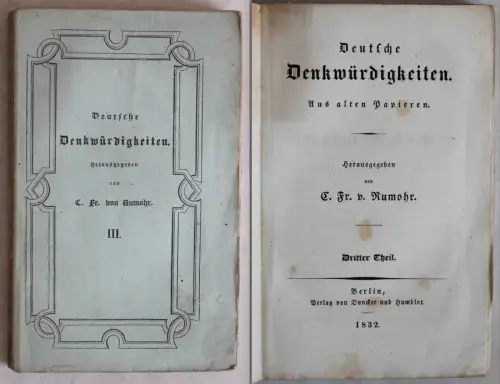 Deutsche
Denkwürdigkeiten.
Herausgegeben
von
C. Fr. von Rumohr.
III.
Deutsche
Denkwürdigkeiten.
Aus alten Papieren.
Herausgegeben
von
C. Fr. v. Rumohr.
Dritter Theil.
Berlin,
Verlag von Duncker und Humblot.
1832.